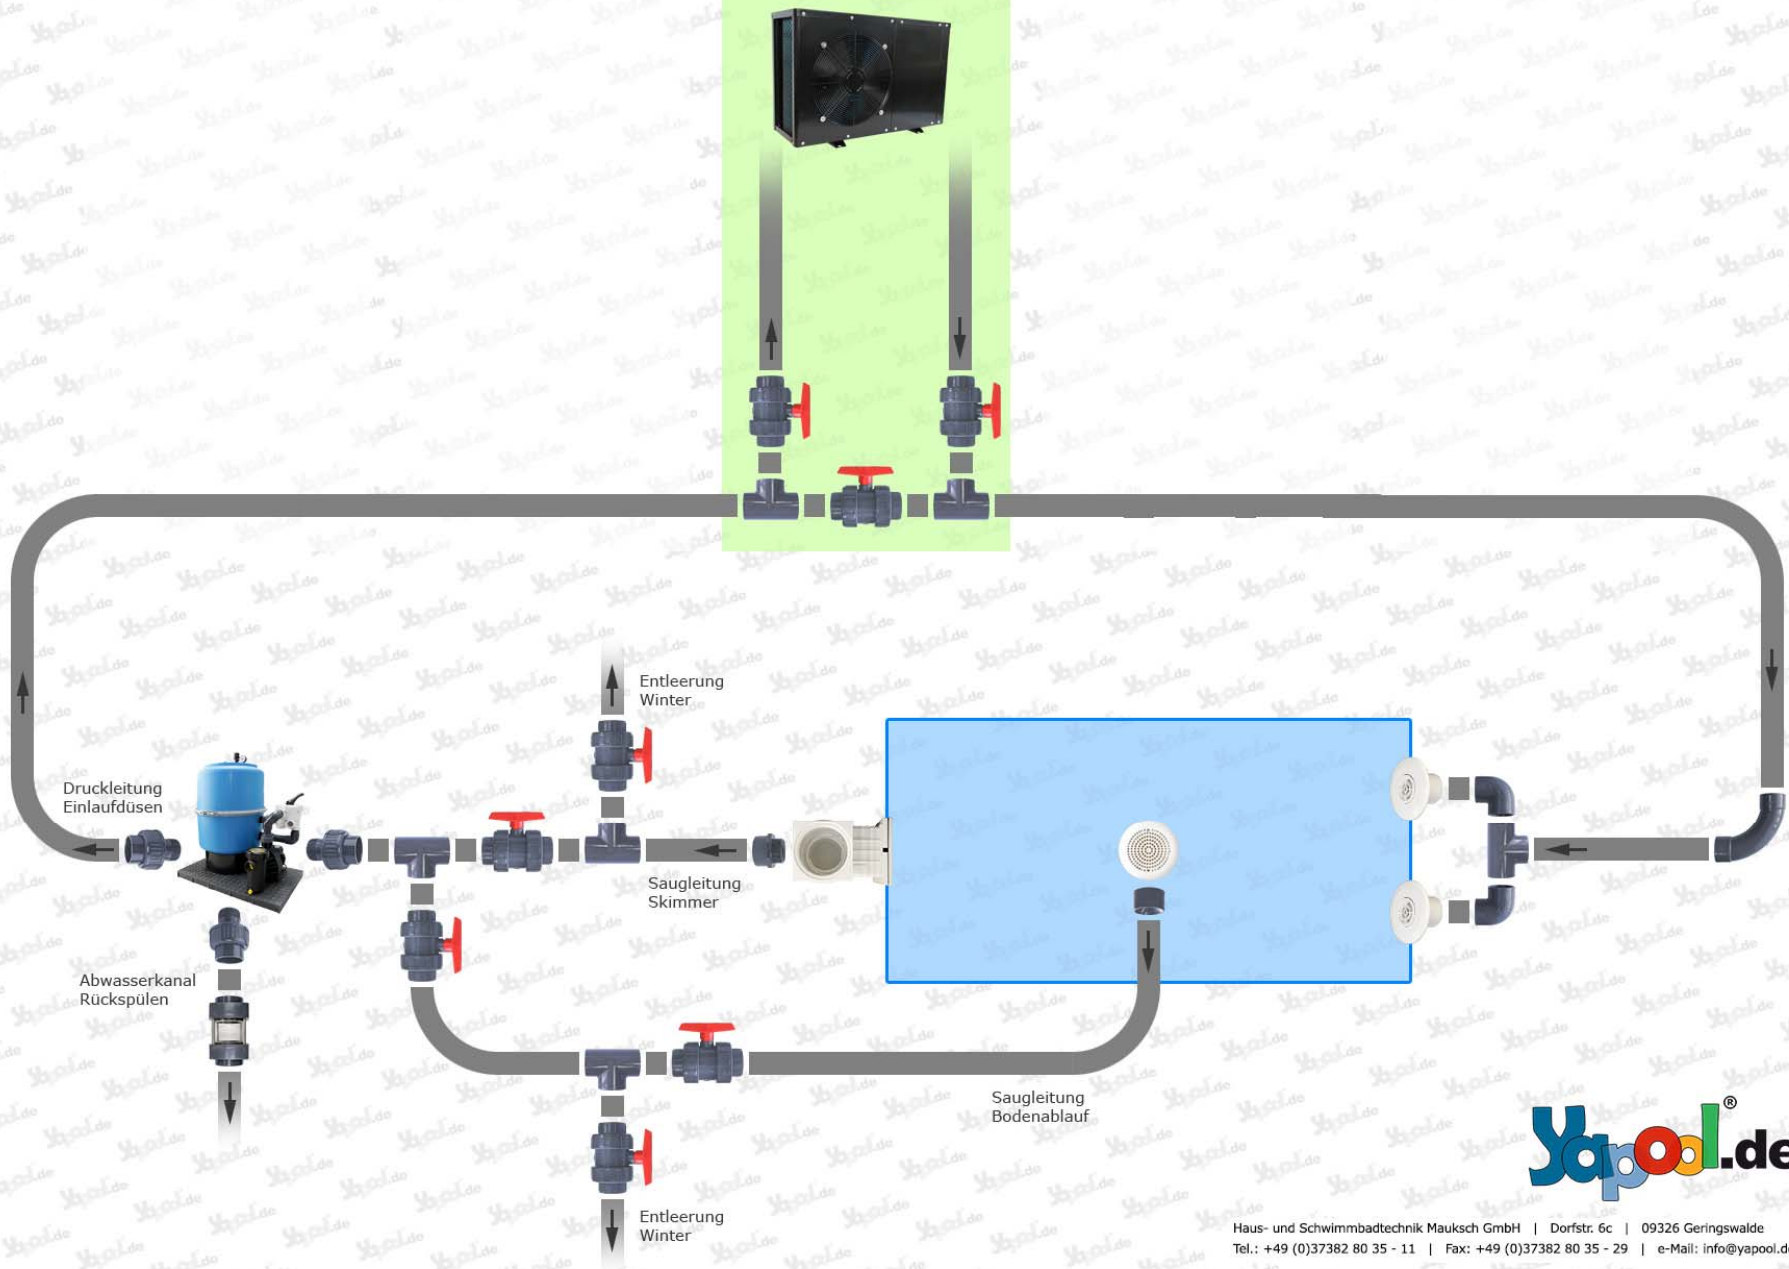 Entleerung
Winter
Druckleitung
Einlaufdüsen
Saugleitung
Skimmer
Abwasserkanal
Rückspülen
Saugleitung
Bodenablauf
Entleerung
Winter
Yapool.de®
Haus- und Schwimmbadtechnik Mauksch GmbH | Dorfstr. 6c | 09326 Geringswalde
Tel.: +49 (0)37382 80 35 - 11 | Fax: +49 (0)37382 80 35 - 29 | e-Mail: info@yapool.de